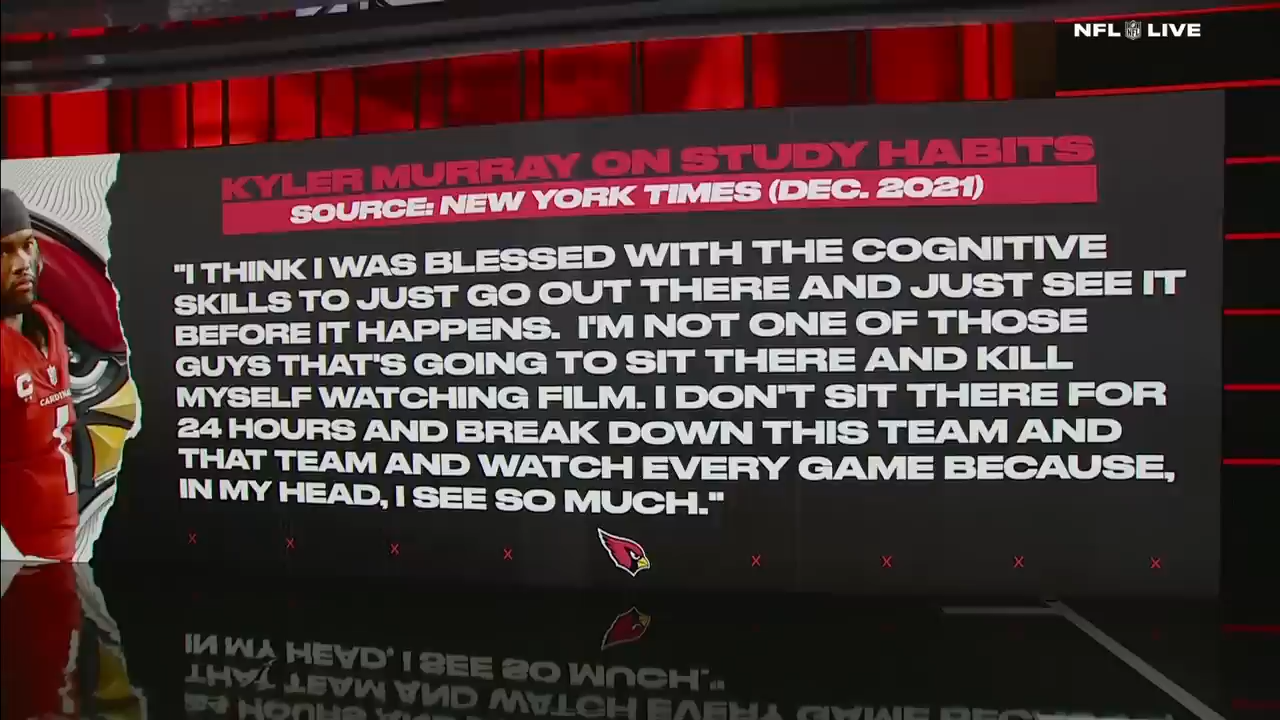 NFL LIVE
KYLER MURRAY ON STUDY HABITS
SOURCE: NEW YORK TIMES (DEC. 2021)
"I THINK I WAS BLESSED WITH THE COGNITIVE
SKILLS TO JUST GO OUT THERE AND JUST SEE IT
BEFORE IT HAPPENS. I'M NOT ONE OF THOSE
GUYS THAT'S GOING TO SIT THERE AND KILL
MYSELF WATCHING FILM. I DON'T SIT THERE FOR
24 HOURS AND BREAK DOWN THIS TEAM AND
THAT TEAM AND WATCH EVERY GAME BECAUSE,
IN MY HEAD, I SEE SO MUCH."
C
1